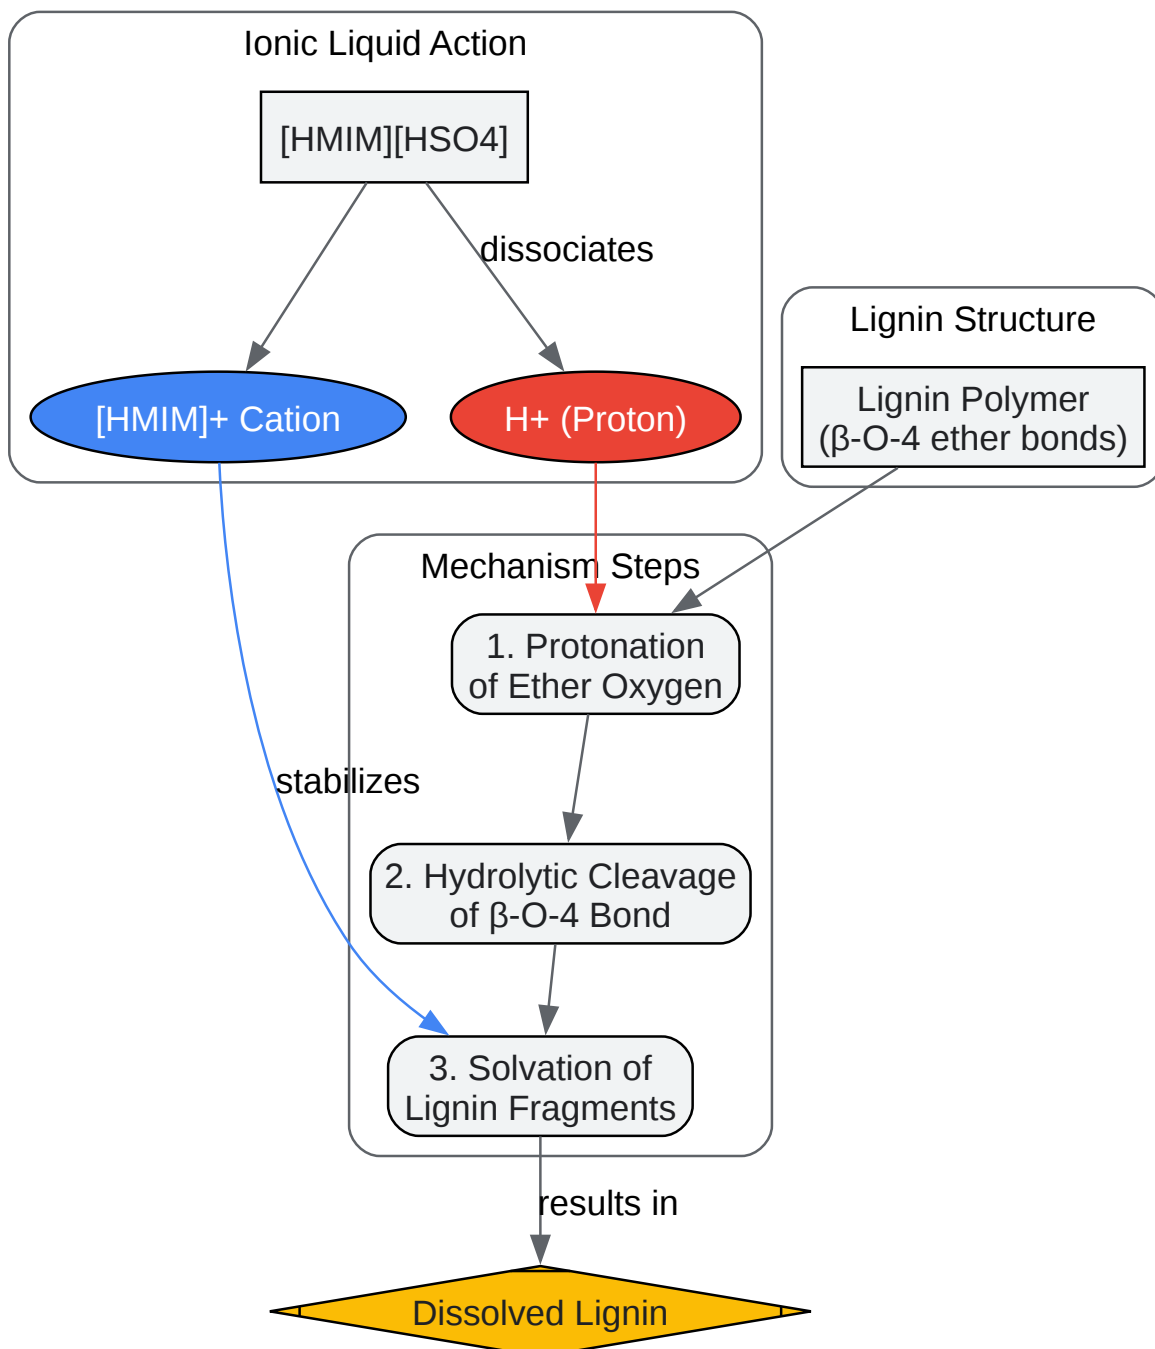 Ionic Liquid Action
[HMIM][HSO4]
dissociates
Lignin Structure
[HMIM]+ Cation
H+ (Proton)
Lignin Polymer
(β-O-4 ether bonds)
Mechanism Steps
1. Protonation
of Ether Oxygen
stabilizes
2. Hydrolytic Cleavage
of β-O-4 Bond
3. Solvation of
Lignin Fragments
results in
Dissolved Lignin